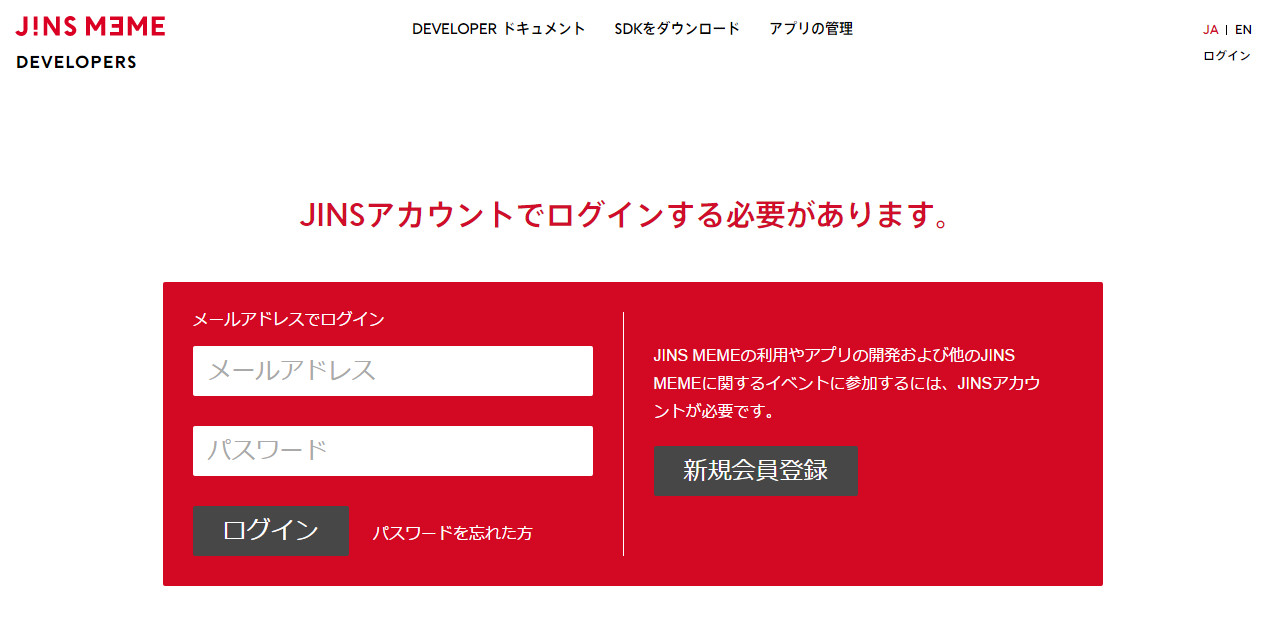 J!NS MEME
DEVELOPERS
DEVELOPER ドキュメント SDKをダウンロード アプリの管理
JA | EN
ログイン
JINSアカウントでログインする必要があります。
メールアドレスでログイン
メールアドレス
パスワード
ログイン パスワードを忘れた方
JINS MEMEの利用やアプリの開発および他のJINS
MEMEに関するイベントに参加するには、JINSアカウ
ントが必要です。
新規会員登録